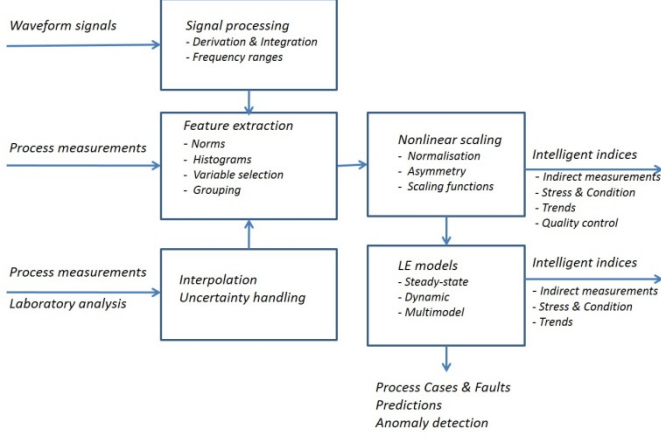 Waveform signals
Signal processing
- Derivation & Integration
- Frequency ranges
Process measurements
Feature extraction
- Norms
- Histograms
- Variable selection
- Grouping
Nonlinear scaling
- Normalisation
- Asymmetry
- Scaling functions
Intelligent indices
- Indirect measurements
- Stress & Condition
- Trends
- Quality control
Process measurements
Laboratory analysis
Interpolation
Uncertainty handling
LE models
- Steady-state
- Dynamic
- Multimodel
Intelligent indices
- Indirect measurements
- Stress & Condition
- Trends
Process Cases & Faults
Predictions
Anomaly detection